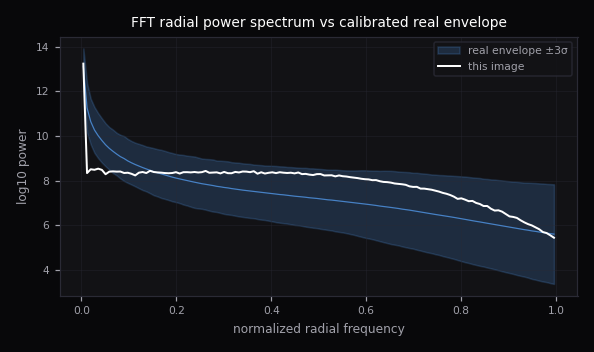 FFT radial power spectrum vs calibrated real envelope
real envelope ±3σ
this image
log10 power
14
12
10
8
6
4
0.0 0.2 0.4 0.6 0.8 1.0
normalized radial frequency